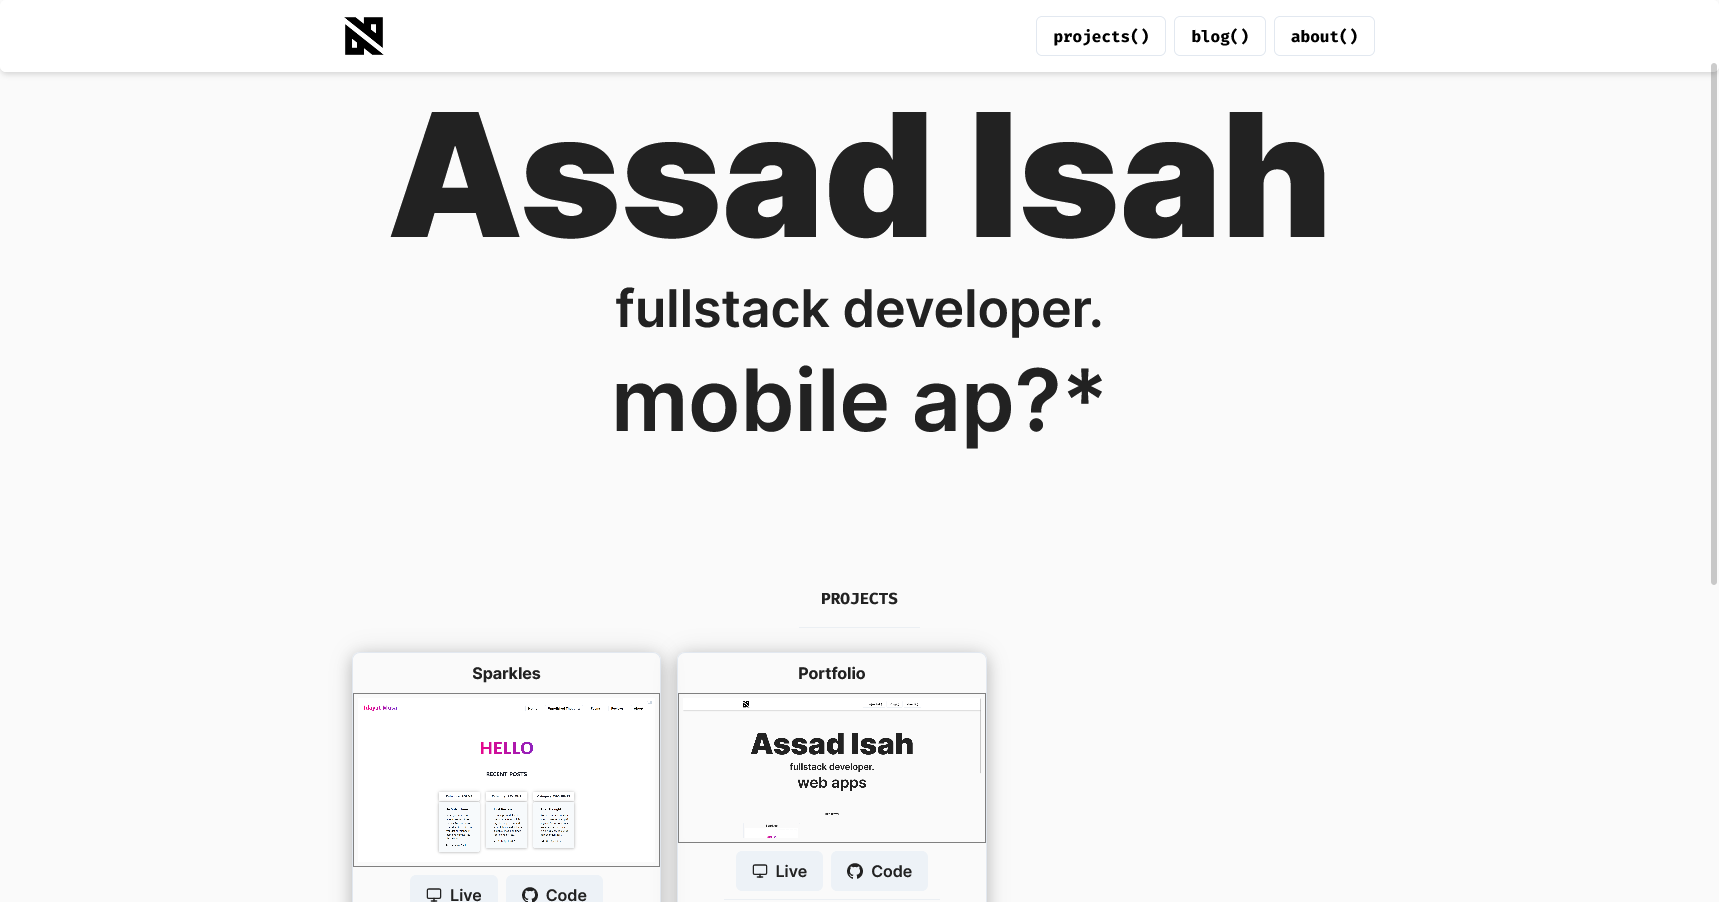 projects() blog() about()
Assad Isah
fullstack developer.
mobile ap?*
PROJECTS
Sparkles
Portfolio
HELLO
RECENT POSTS
Assad Isah
fullstack developer.
web apps
Live Code
Live Code